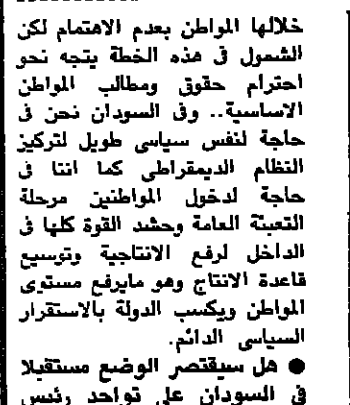 خلالها المواطن بعدم الاهتمام لكن
الشمول فى هذه الخطة يتجه نحو
احترام حقوق ومطالب المواطن
الاساسية.. وفى السودان نحن فى
حاجة لنفس سياسى طويل لتركيز
النظام الديمقراطى كما اننا فى
حاجة لدخول المواطنين مرحلة
التعبئة العامة وحشد القوة كلها فى
الداخل لرفع الانتاجية وتوسيع
قاعدة الانتاج وهو مايرفع مستوى
المواطن ويكسب الدولة بالاستقرار
السياسى الدائم.
● هل سيقتصر الوضع مستقبلا
فى السودان على تواجد رئيس